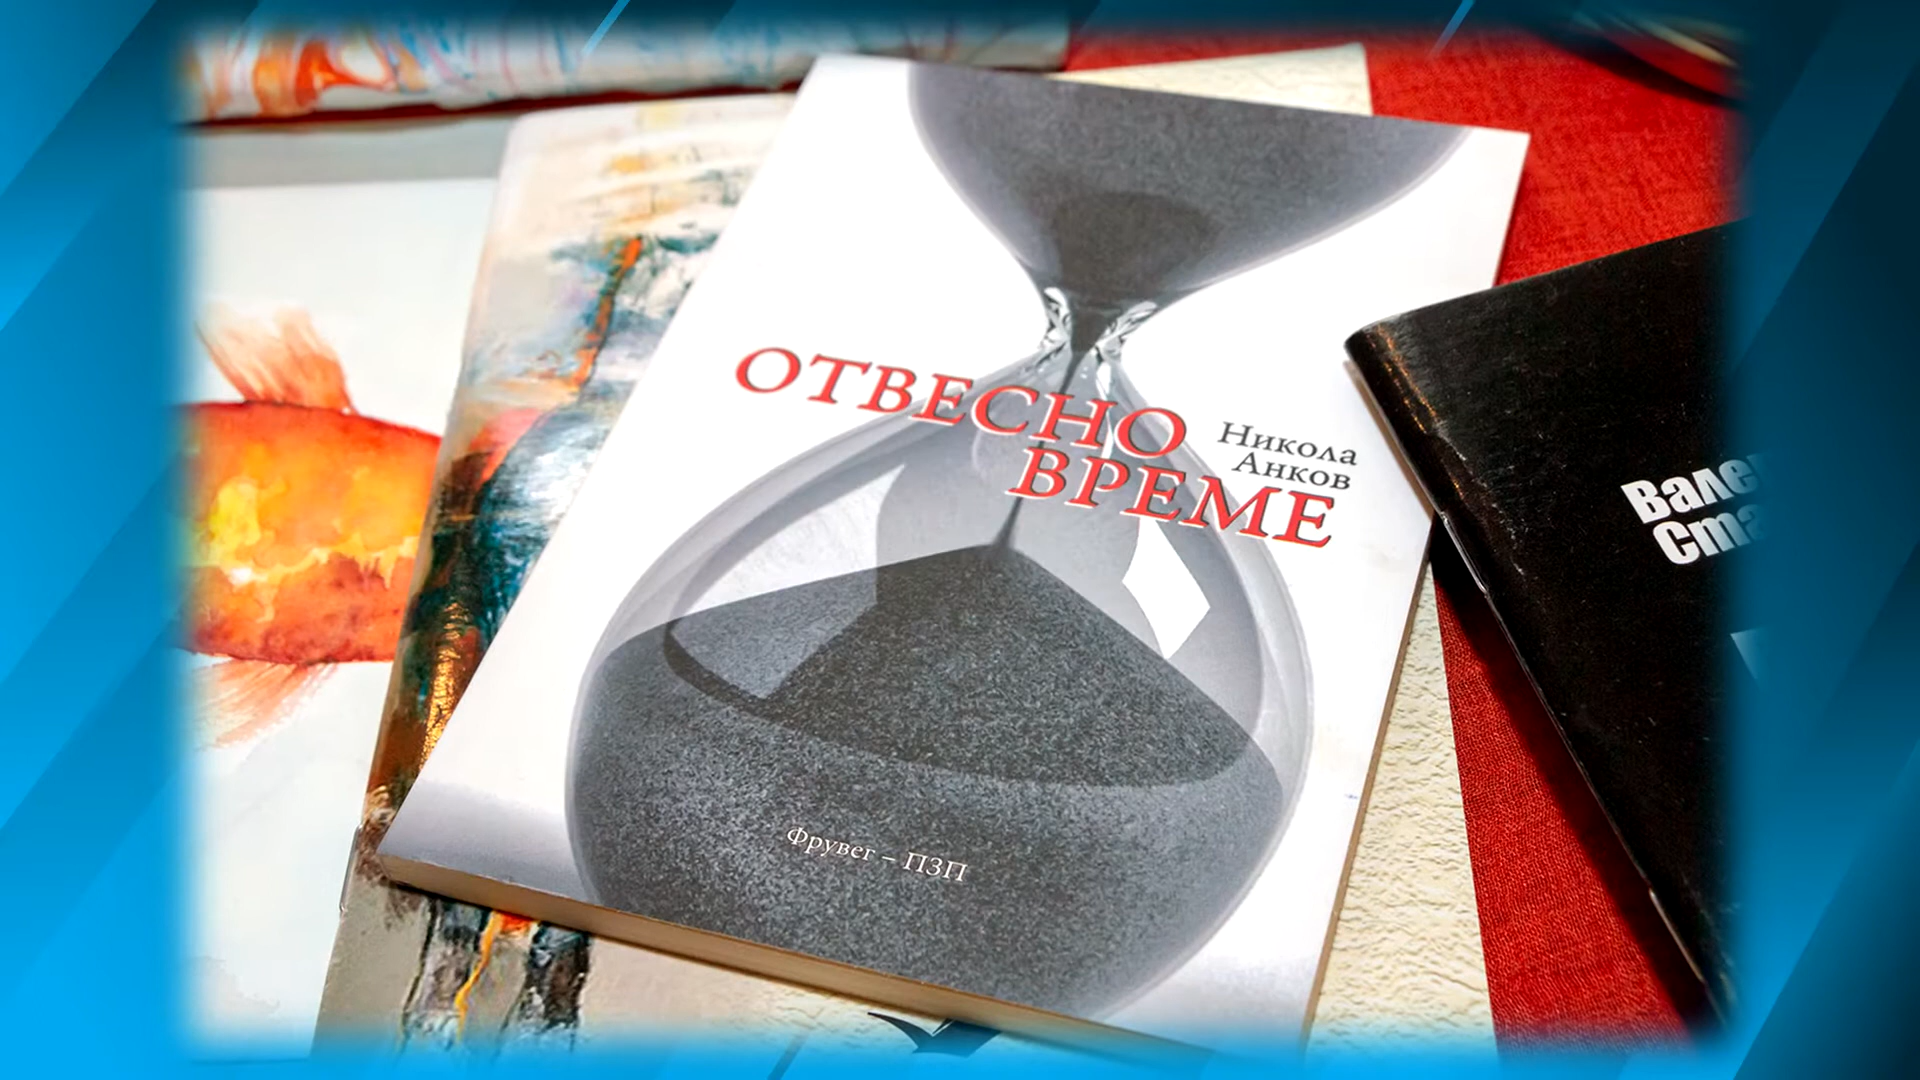 ОТВЕСНО
ВРЕМЕ
Никола
Анков
Фрувег – ПЗП